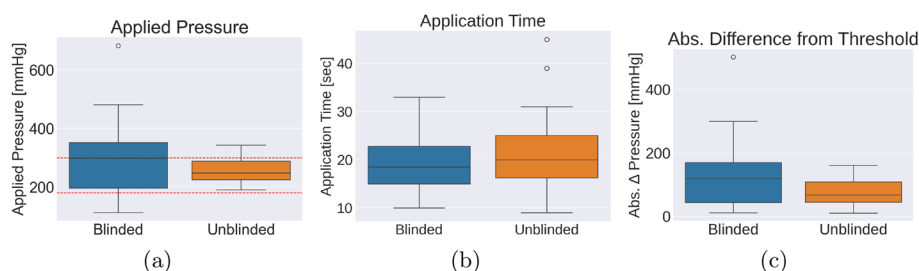 Applied Pressure
Applied Pressure [mmHg]
600
400
200
Blinded
Unblinded
(a)
Application Time
Application Time [sec]
40
30
20
10
Blinded
Unblinded
(b)
Abs. Difference from Threshold
Abs. Δ Pressure [mmHg]
400
200
0
Blinded
Unblinded
(c)